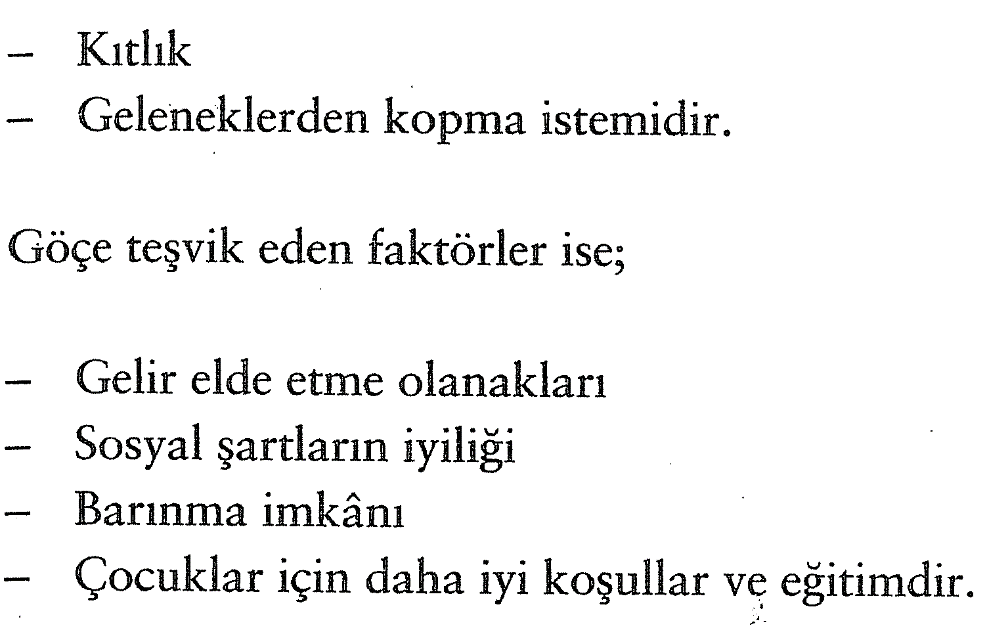 – Kıtlık
– Geleneklerden kopma istemidir.
Göçe teşvik eden faktörler ise;
– Gelir elde etme olanakları
– Sosyal şartların iyiliği
– Barınma imkânı
– Çocuklar için daha iyi koşullar ve eğitimdir.